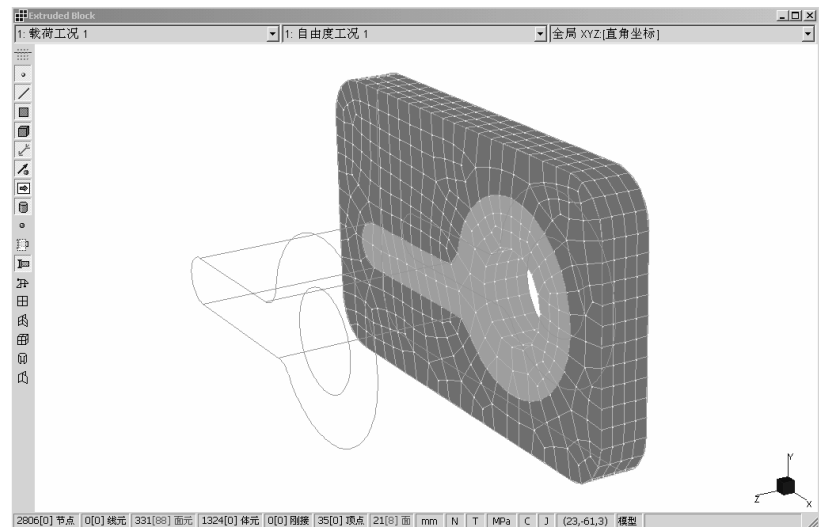 Extruded Block
1: 载荷工况 1 1: 自由度工况 1 全局 XYZ:[直角坐标]
Y
Z X
2806[0] 节点 0[0] 线元 331[88] 面元 1324[0] 体元 0[0] 刚接 35[0] 顶点 21[8] 面 mm N T MPa C J (23,-61,3) 模型